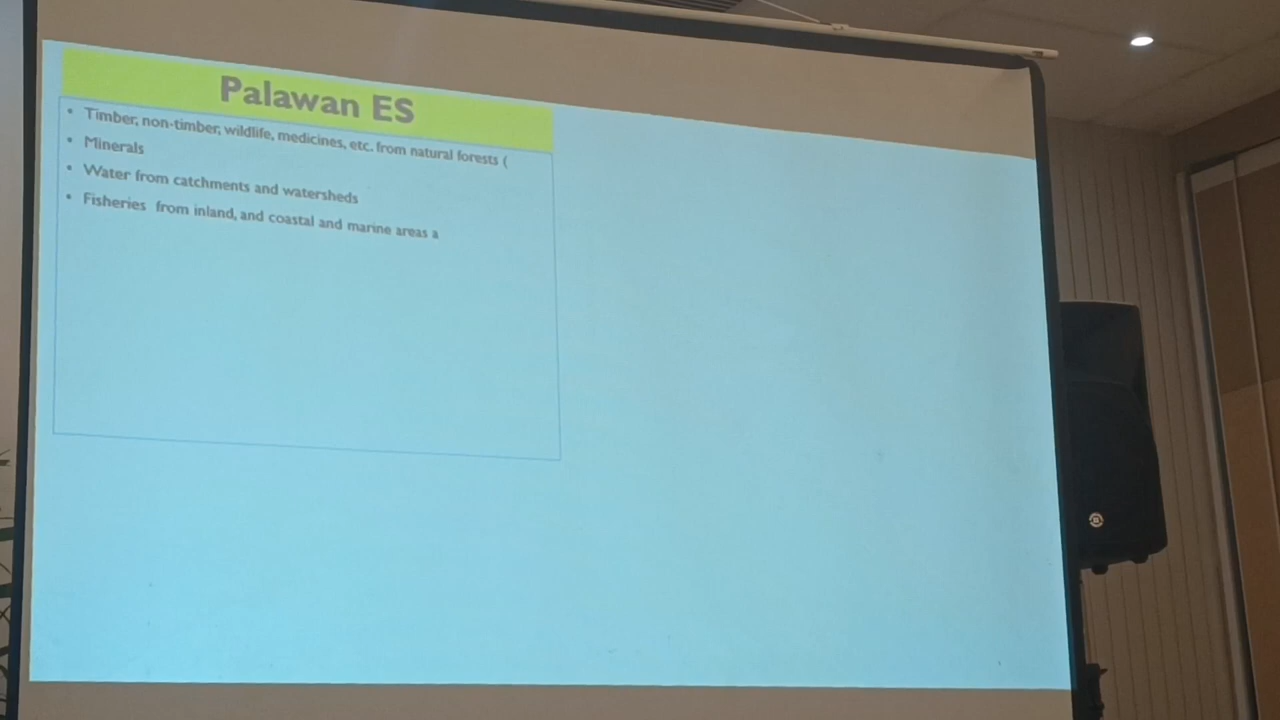 Palawan ES
• Timber, non-timber, wildlife, medicines, etc. from natural forests (
• Minerals
• Water from catchments and watersheds
• Fisheries from inland, and coastal and marine areas a